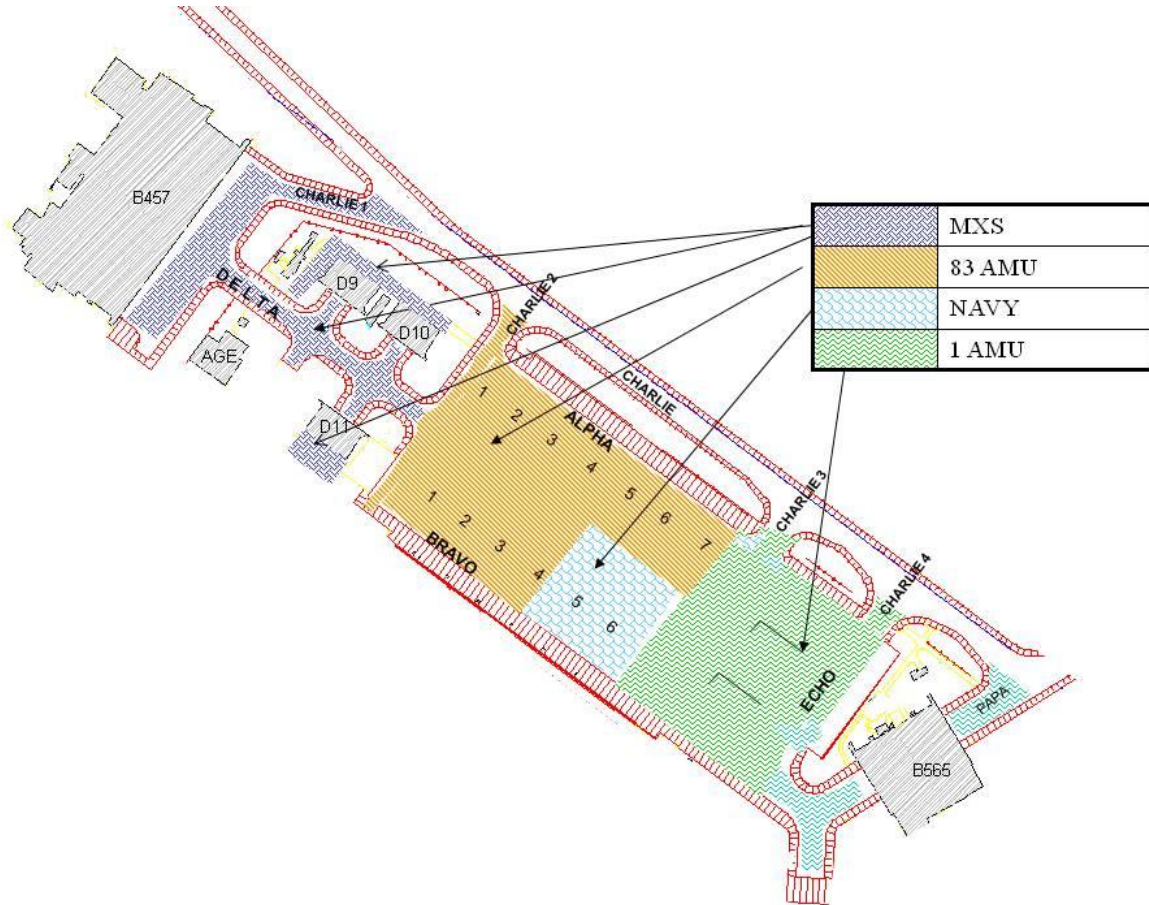 B457
CHARLIE 1
MXS
83 AMU
NAVY
1 AMU
DELTA
D9
D10
CHARLIE 2
AGE
CHARLIE
D11
ALPHA
1
2
3
4
5
6
7
CHARLIE 3
1
2
3
4
5
6
BRAVO
CHARLIE 4
ECHO
PAPA
B565